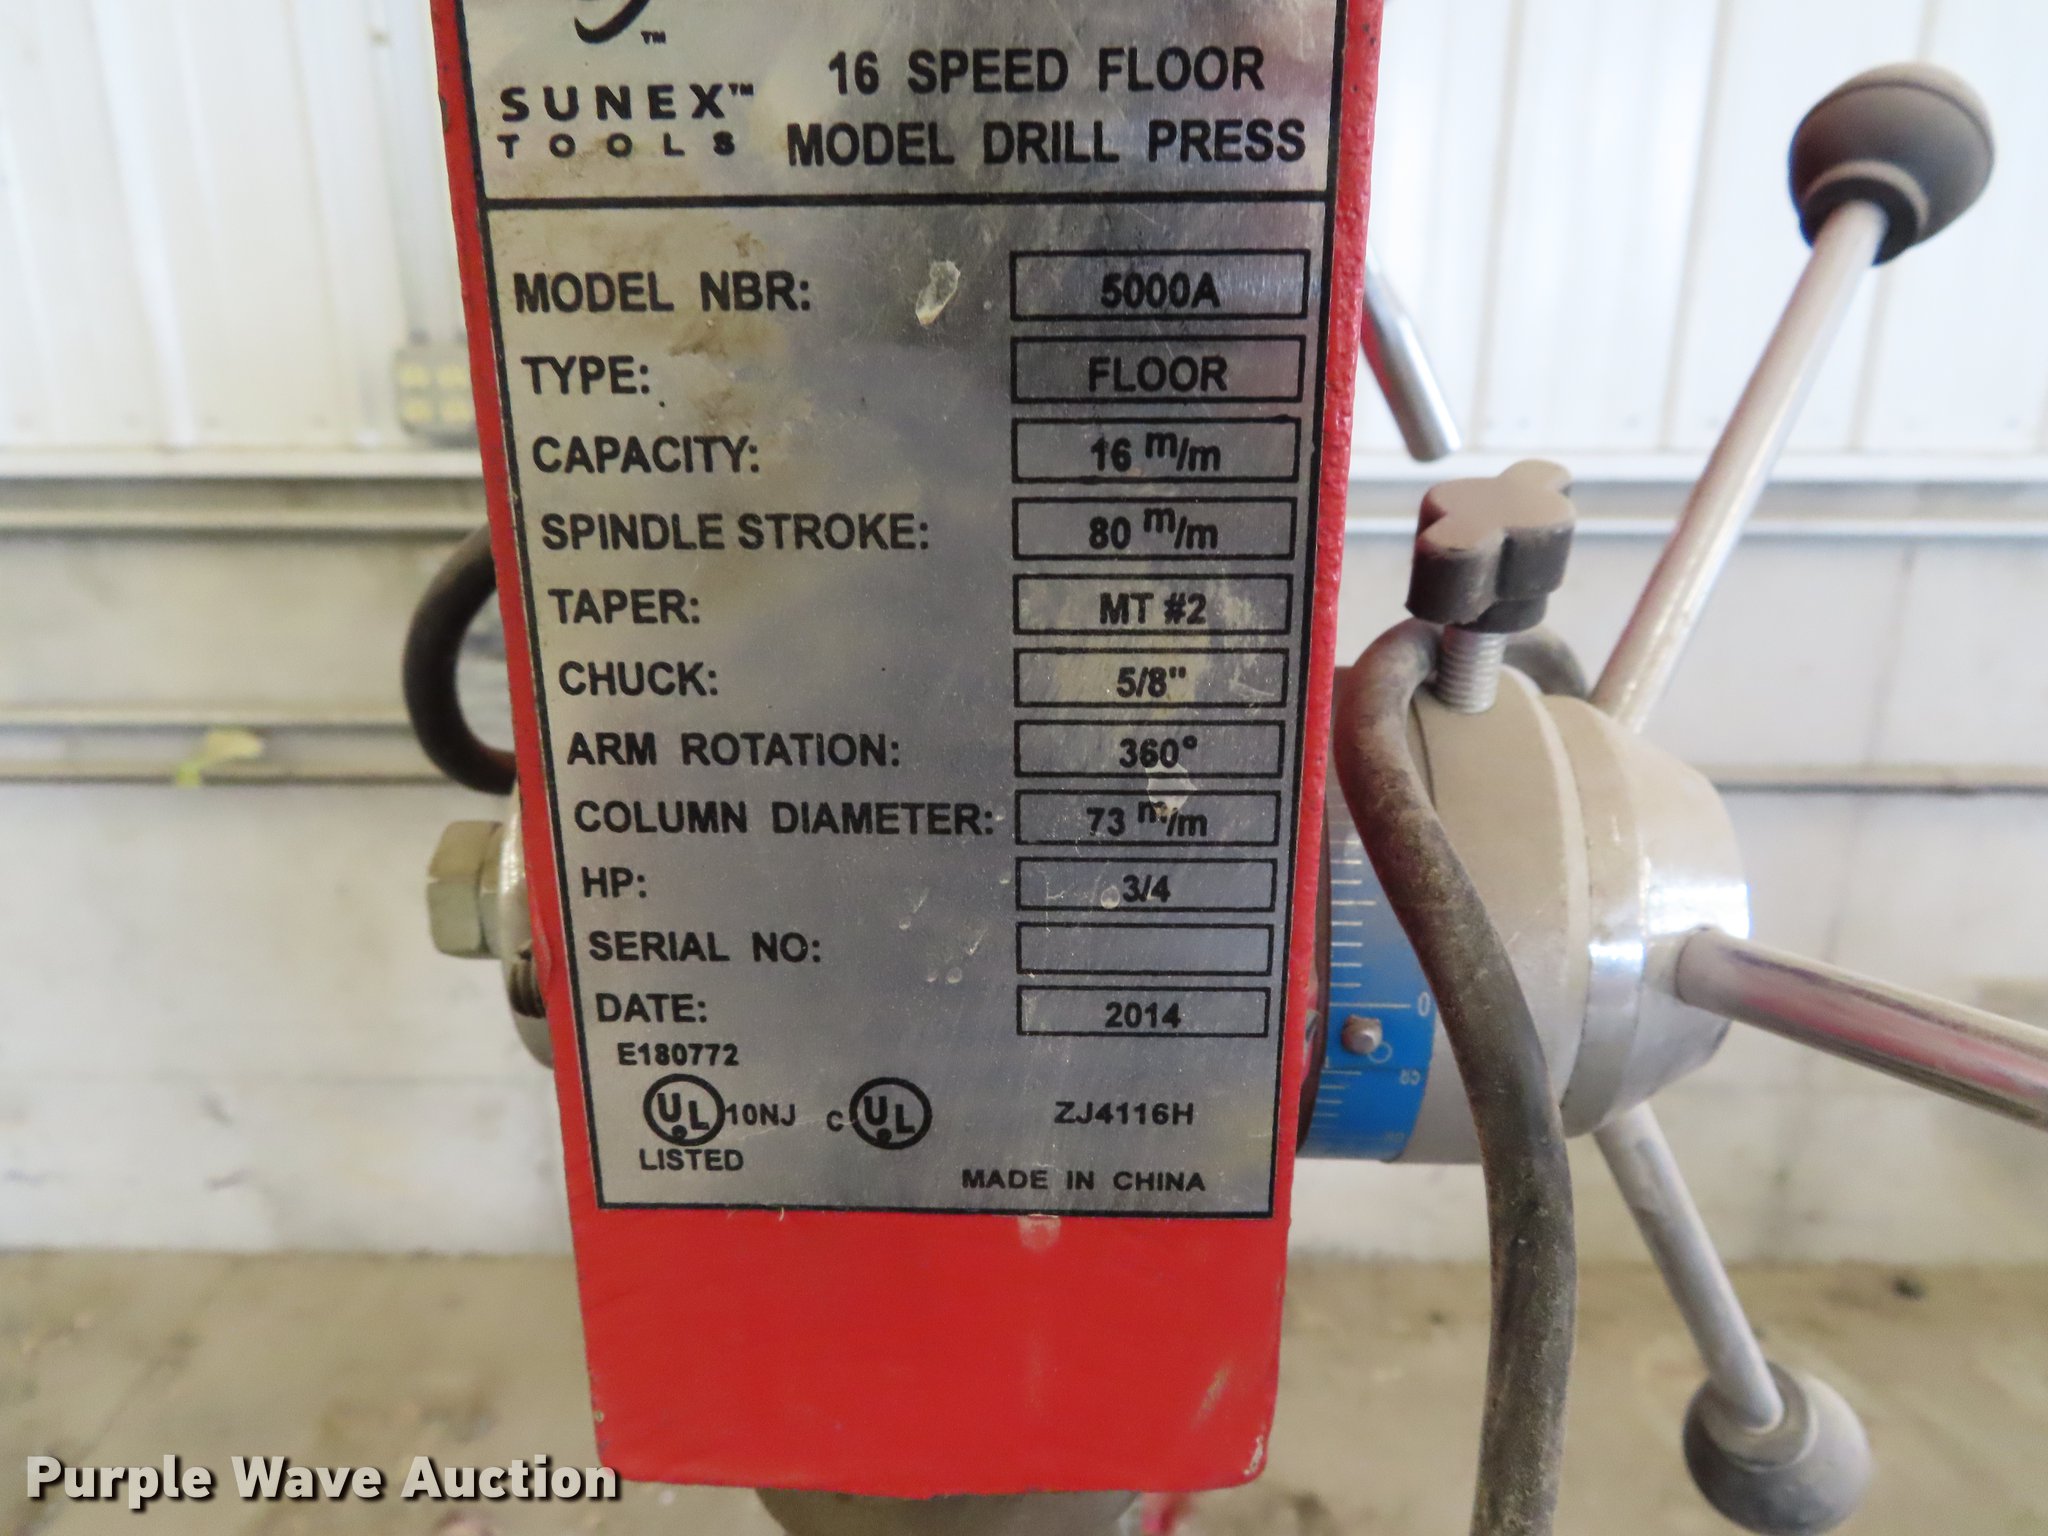 SUNEX™
TOOLS
16 SPEED FLOOR
MODEL DRILL PRESS
MODEL NBR: 5000A
TYPE: FLOOR
CAPACITY: 16 m/m
SPINDLE STROKE: 80 m/m
TAPER: MT #2
CHUCK: 5/8"
ARM ROTATION: 360°
COLUMN DIAMETER: 73 m/m
HP: 3/4
SERIAL NO:
DATE: 2014
E180772
UL 10NJ C UL ZJ4116H
LISTED
MADE IN CHINA
0
Purple Wave Auction